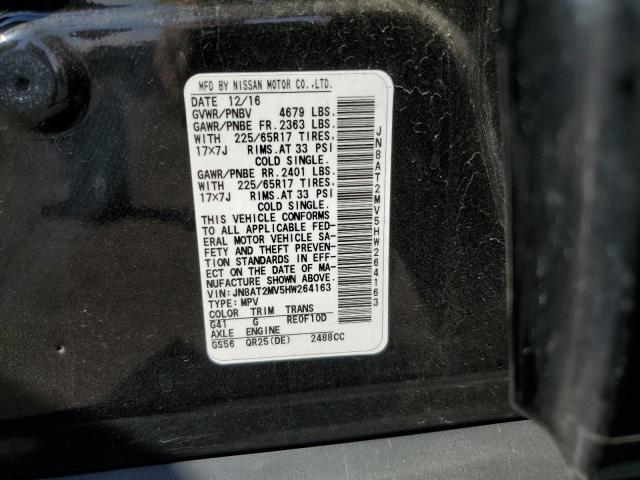 MFD BY NISSAN MOTOR CO.,LTD.
DATE 12/16
GVWR/PNBV 4679 LBS.
GAWR/PNBE FR. 2363 LBS.
WITH 225/65R17 TIRES.
17×7J RIMS.AT 33 PSI
COLD SINGLE.
GAWR/PNBE RR. 2401 LBS.
WITH 225/65R17 TIRES.
17×7J RIMS.AT 33 PSI
COLD SINGLE.
THIS VEHICLE CONFORMS
TO ALL APPLICABLE FED-
ERAL MOTOR VEHICLE SA-
FETY AND THEFT PREVEN-
TION STANDARDS IN EFF-
ECT ON THE DATE OF MA-
NUFACTURE SHOWN ABOVE.
VIN: JN8AT2MV5HW264163
TYPE: MPV
COLOR TRIM TRANS
G41 G RE0F10D
AXLE ENGINE
GS56 QR25(DE) 2488CC
JN8AT2MV5HW264163